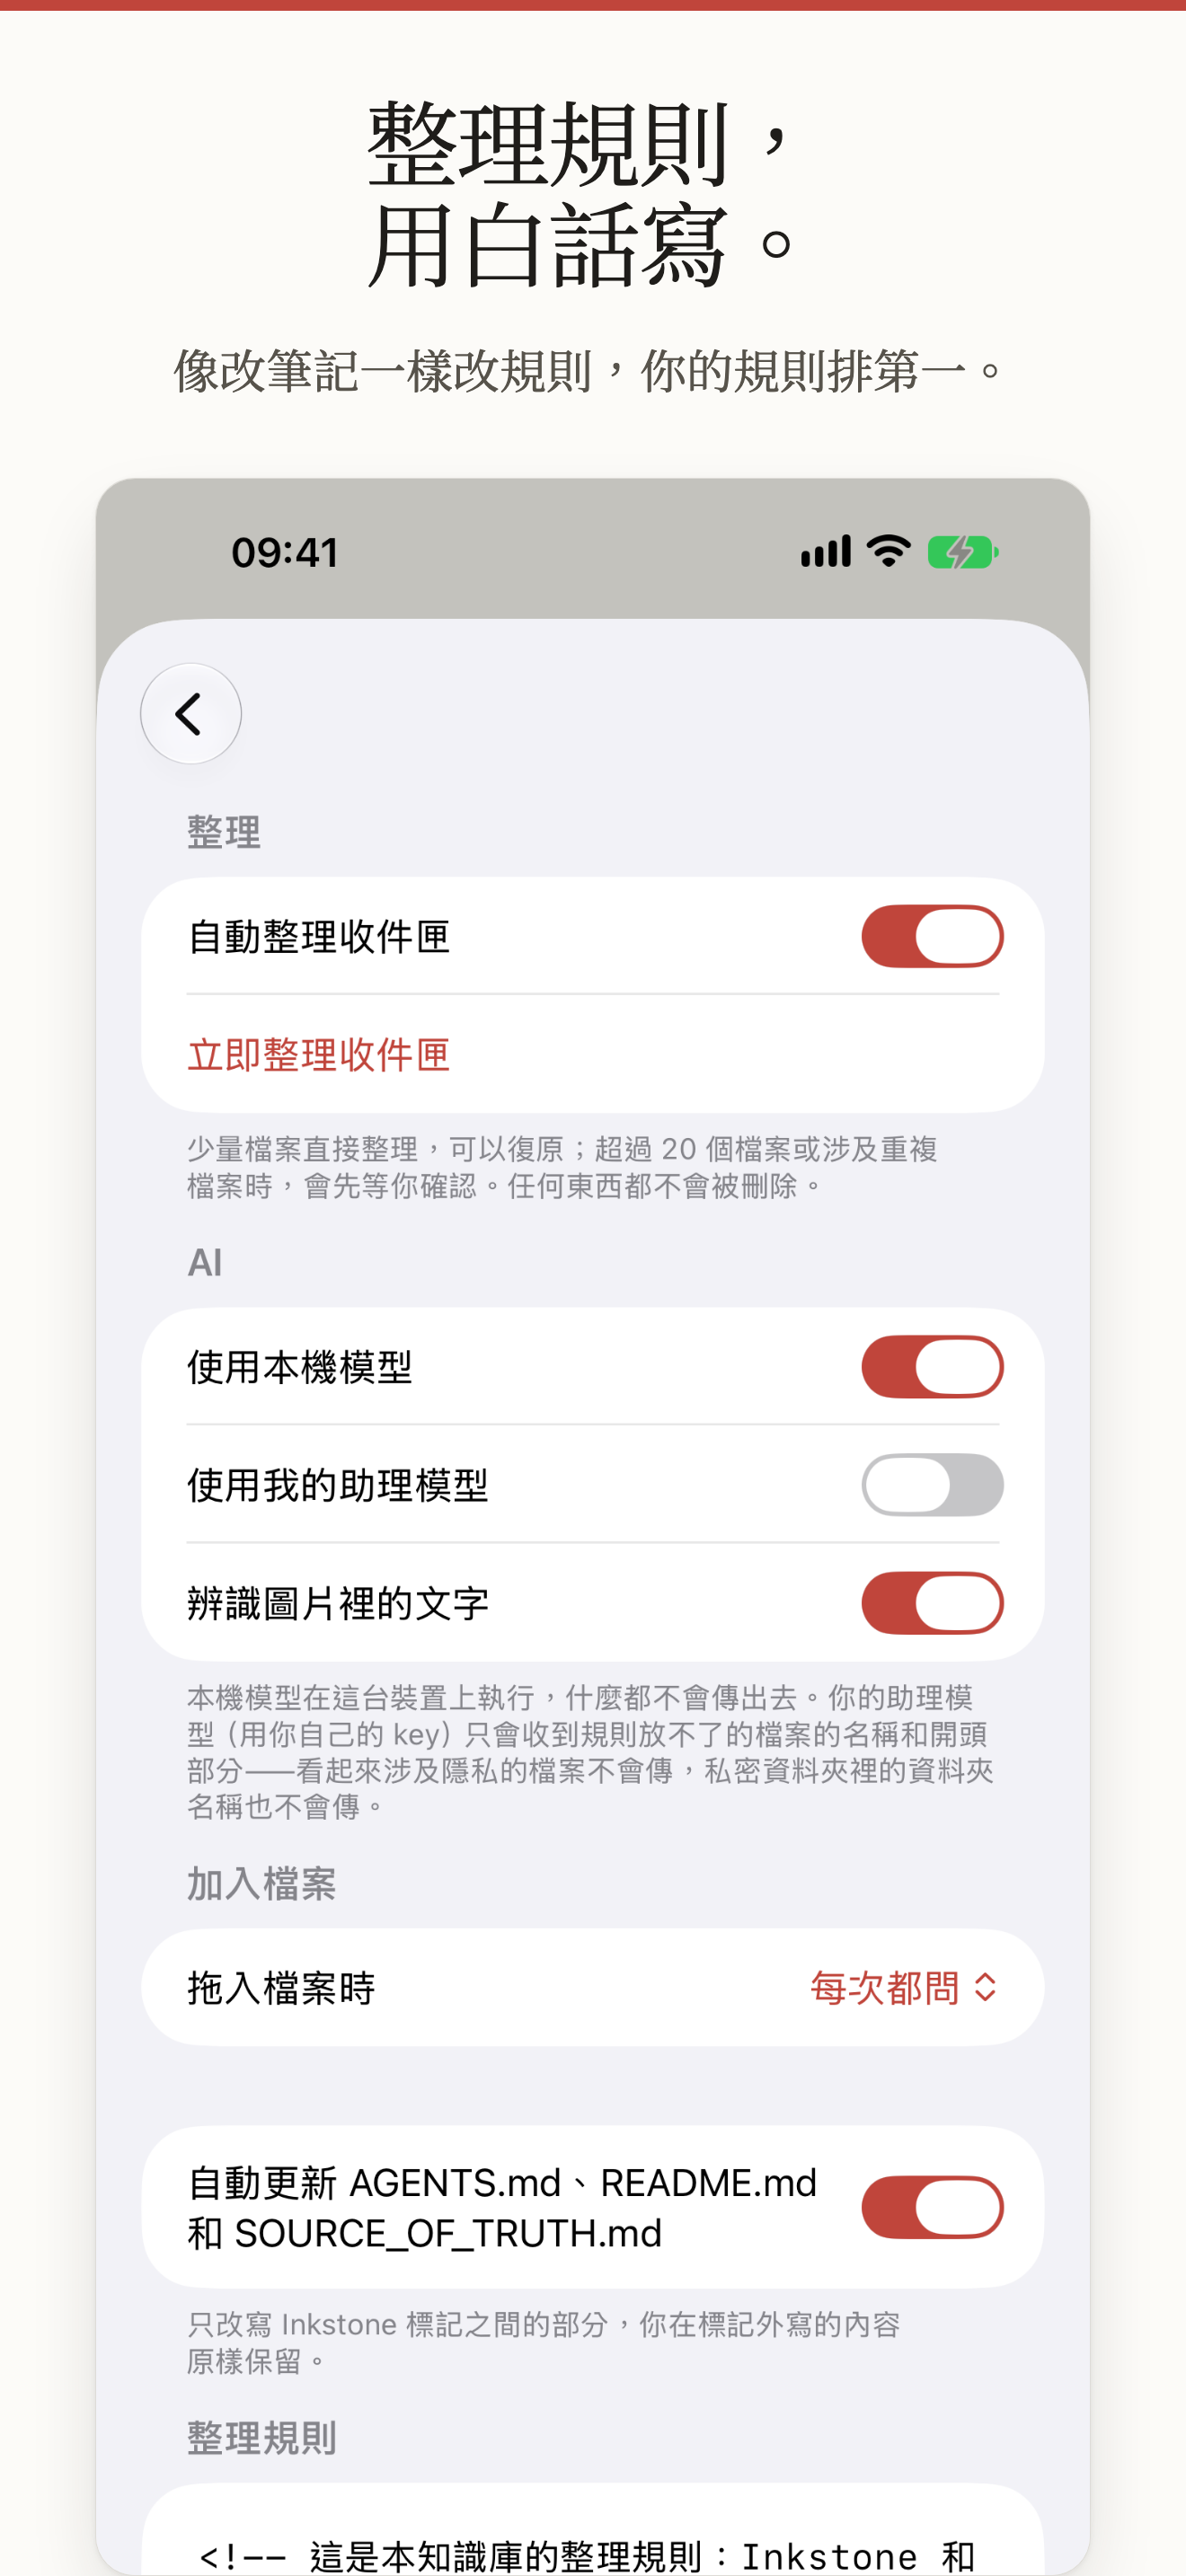 整理規則，
用白話寫。
像改筆記一樣改規則，你的規則排第一。
09:41
整理
自動整理收件匣
立即整理收件匣
少量檔案直接整理，可以復原；超過 20 個檔案或涉及重複
檔案時，會先等你確認。任何東西都不會被刪除。
AI
使用本機模型
使用我的助理模型
辨識圖片裡的文字
本機模型在這台裝置上執行，什麼都不會傳出去。你的助理模
型 (用你自己的 key) 只會收到規則放不了的檔案的名稱和開頭
部分——看起來涉及隱私的檔案不會傳，私密資料夾裡的資料夾
名稱也不會傳。
加入檔案
拖入檔案時 每次都問
自動更新 AGENTS.md、README.md
和 SOURCE_OF_TRUTH.md
只改寫 Inkstone 標記之間的部分，你在標記外寫的內容
原樣保留。
整理規則
<!-- 這是本知識庫的整理規則：Inkstone 和